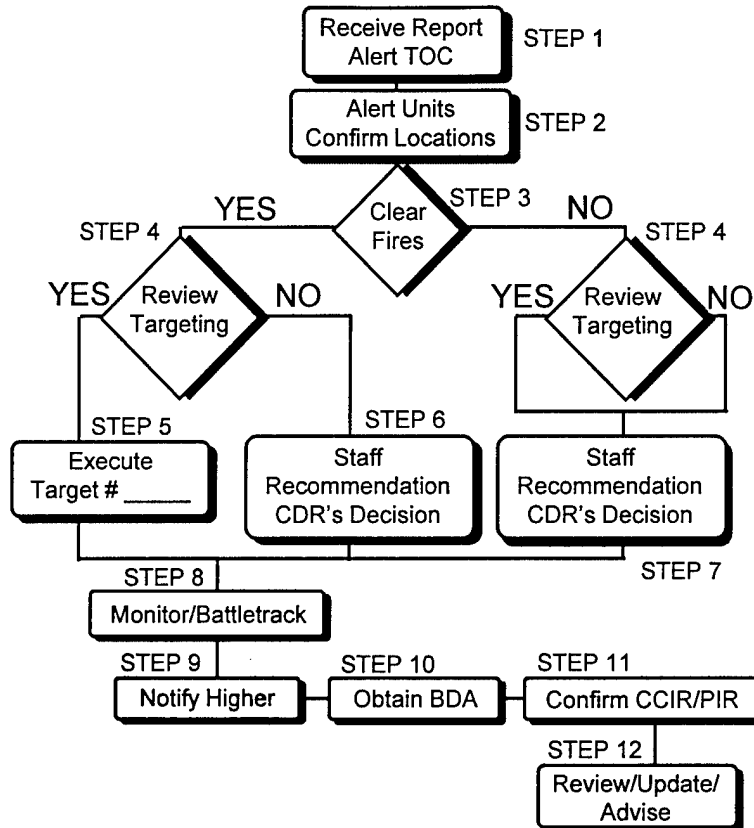 Receive Report
Alert TOC
STEP 1
Alert Units
Confirm Locations
STEP 2
Clear
Fires
STEP 3
YES
NO
STEP 4
Review
Targeting
YES
NO
STEP 4
Review
Targeting
YES
NO
STEP 5
Execute
Target # ______
STEP 6
Staff
Recommendation
CDR's Decision
Staff
Recommendation
CDR's Decision
STEP 7
STEP 8
Monitor/Battletrack
STEP 9
Notify Higher
STEP 10
Obtain BDA
STEP 11
Confirm CCIR/PIR
STEP 12
Review/Update/
Advise